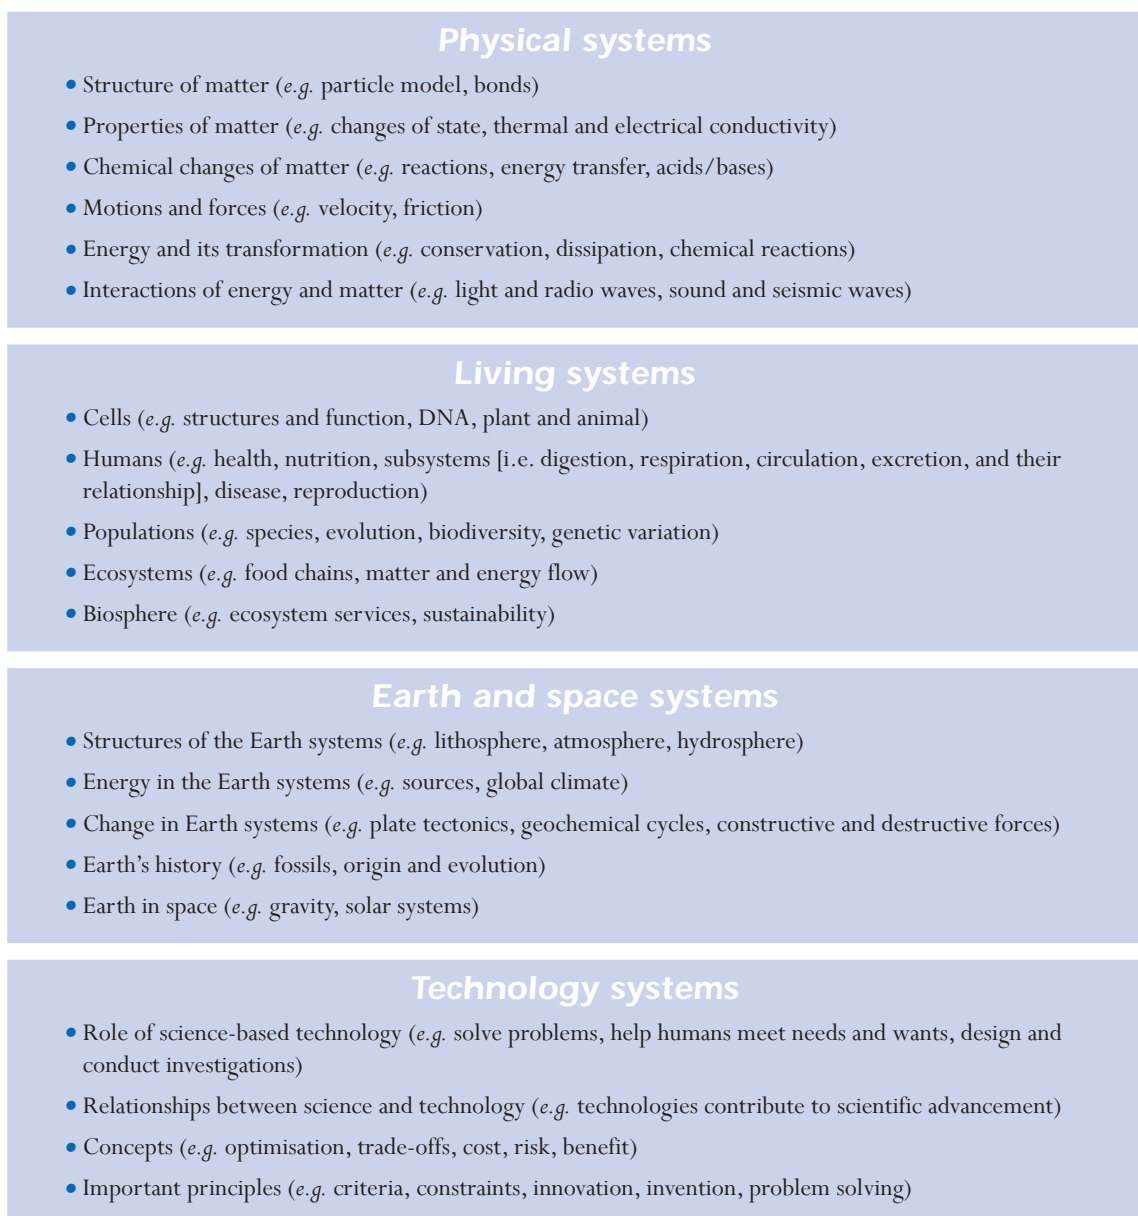 Physical systems
• Structure of matter (e.g. particle model, bonds)
• Properties of matter (e.g. changes of state, thermal and electrical conductivity)
• Chemical changes of matter (e.g. reactions, energy transfer, acids/bases)
• Motions and forces (e.g. velocity, friction)
• Energy and its transformation (e.g. conservation, dissipation, chemical reactions)
• Interactions of energy and matter (e.g. light and radio waves, sound and seismic waves)
Living systems
• Cells (e.g. structures and function, DNA, plant and animal)
• Humans (e.g. health, nutrition, subsystems [i.e. digestion, respiration, circulation, excretion, and their
relationship], disease, reproduction)
• Populations (e.g. species, evolution, biodiversity, genetic variation)
• Ecosystems (e.g. food chains, matter and energy flow)
• Biosphere (e.g. ecosystem services, sustainability)
Earth and space systems
• Structures of the Earth systems (e.g. lithosphere, atmosphere, hydrosphere)
• Energy in the Earth systems (e.g. sources, global climate)
• Change in Earth systems (e.g. plate tectonics, geochemical cycles, constructive and destructive forces)
• Earth’s history (e.g. fossils, origin and evolution)
• Earth in space (e.g. gravity, solar systems)
Technology systems
• Role of science-based technology (e.g. solve problems, help humans meet needs and wants, design and
conduct investigations)
• Relationships between science and technology (e.g. technologies contribute to scientific advancement)
• Concepts (e.g. optimisation, trade-offs, cost, risk, benefit)
• Important principles (e.g. criteria, constraints, innovation, invention, problem solving)